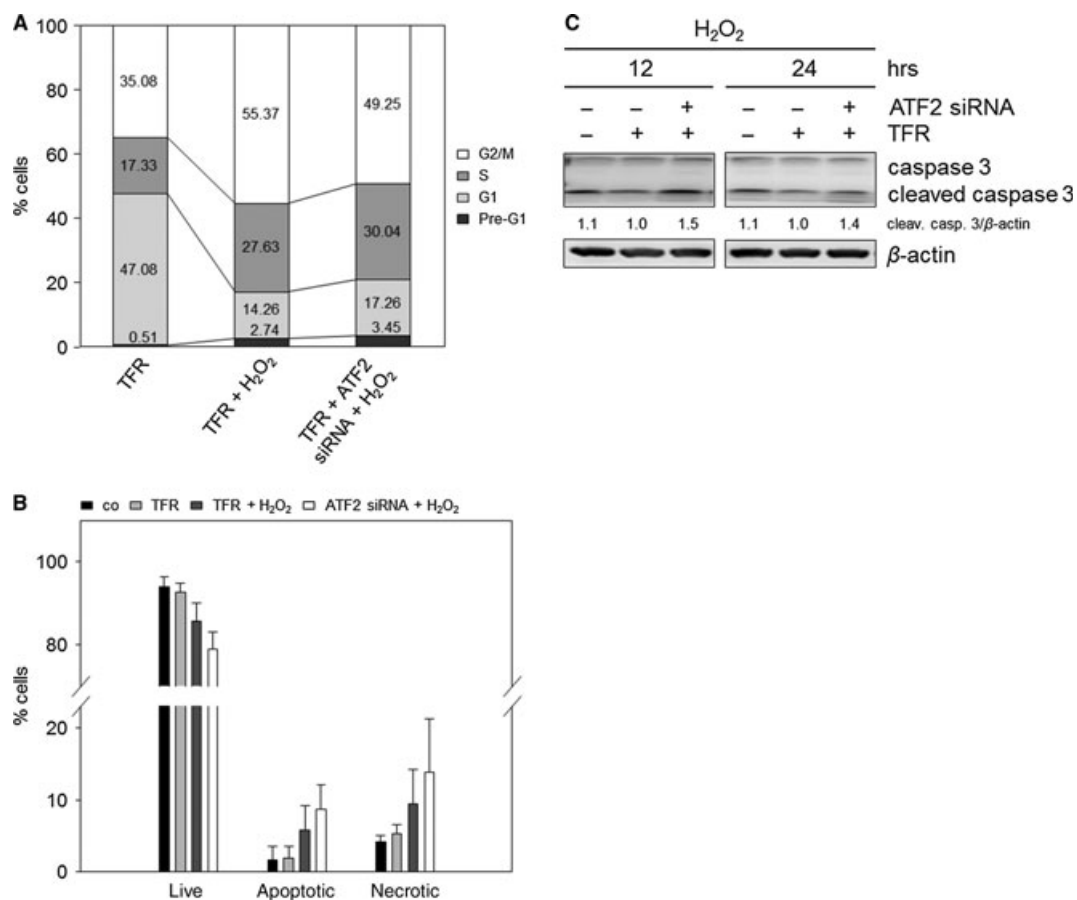 A
100
80
60
40
20
0
% cells
35.08
17.33
47.08
0.51
55.37
27.63
14.26
2.74
49.25
30.04
17.26
3.45
G2/M
S
G1
Pre-G1
TFR
TFR + H₂O₂
TFR + ATF2
siRNA + H₂O₂
C
H₂O₂
12 24 hrs
– – + – – + ATF2 siRNA
– + + – + + TFR
caspase 3
cleaved caspase 3
1.1 1.0 1.5 1.1 1.0 1.4 cleav. casp. 3/β-actin
β-actin
B
co TFR TFR + H₂O₂ ATF2 siRNA + H₂O₂
100
80
20
10
0
% cells
Live Apoptotic Necrotic